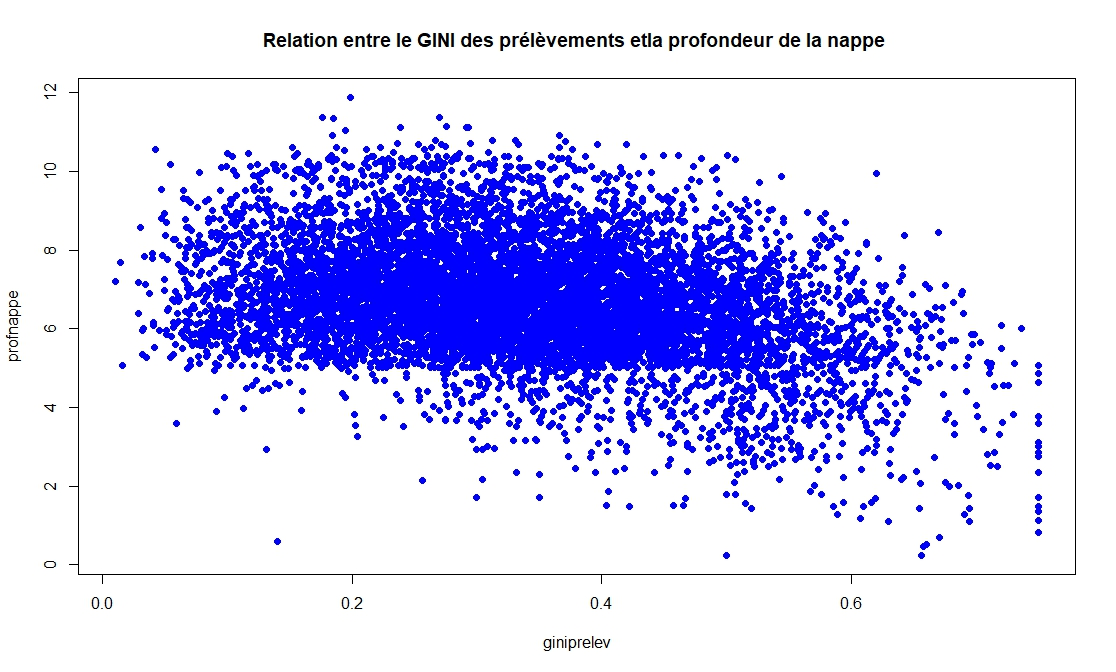 Relation entre le GINI des prélèvements etla profondeur de la nappe
12
10
8
6
4
2
0
profnappe
0.0 0.2 0.4 0.6
giniprelev